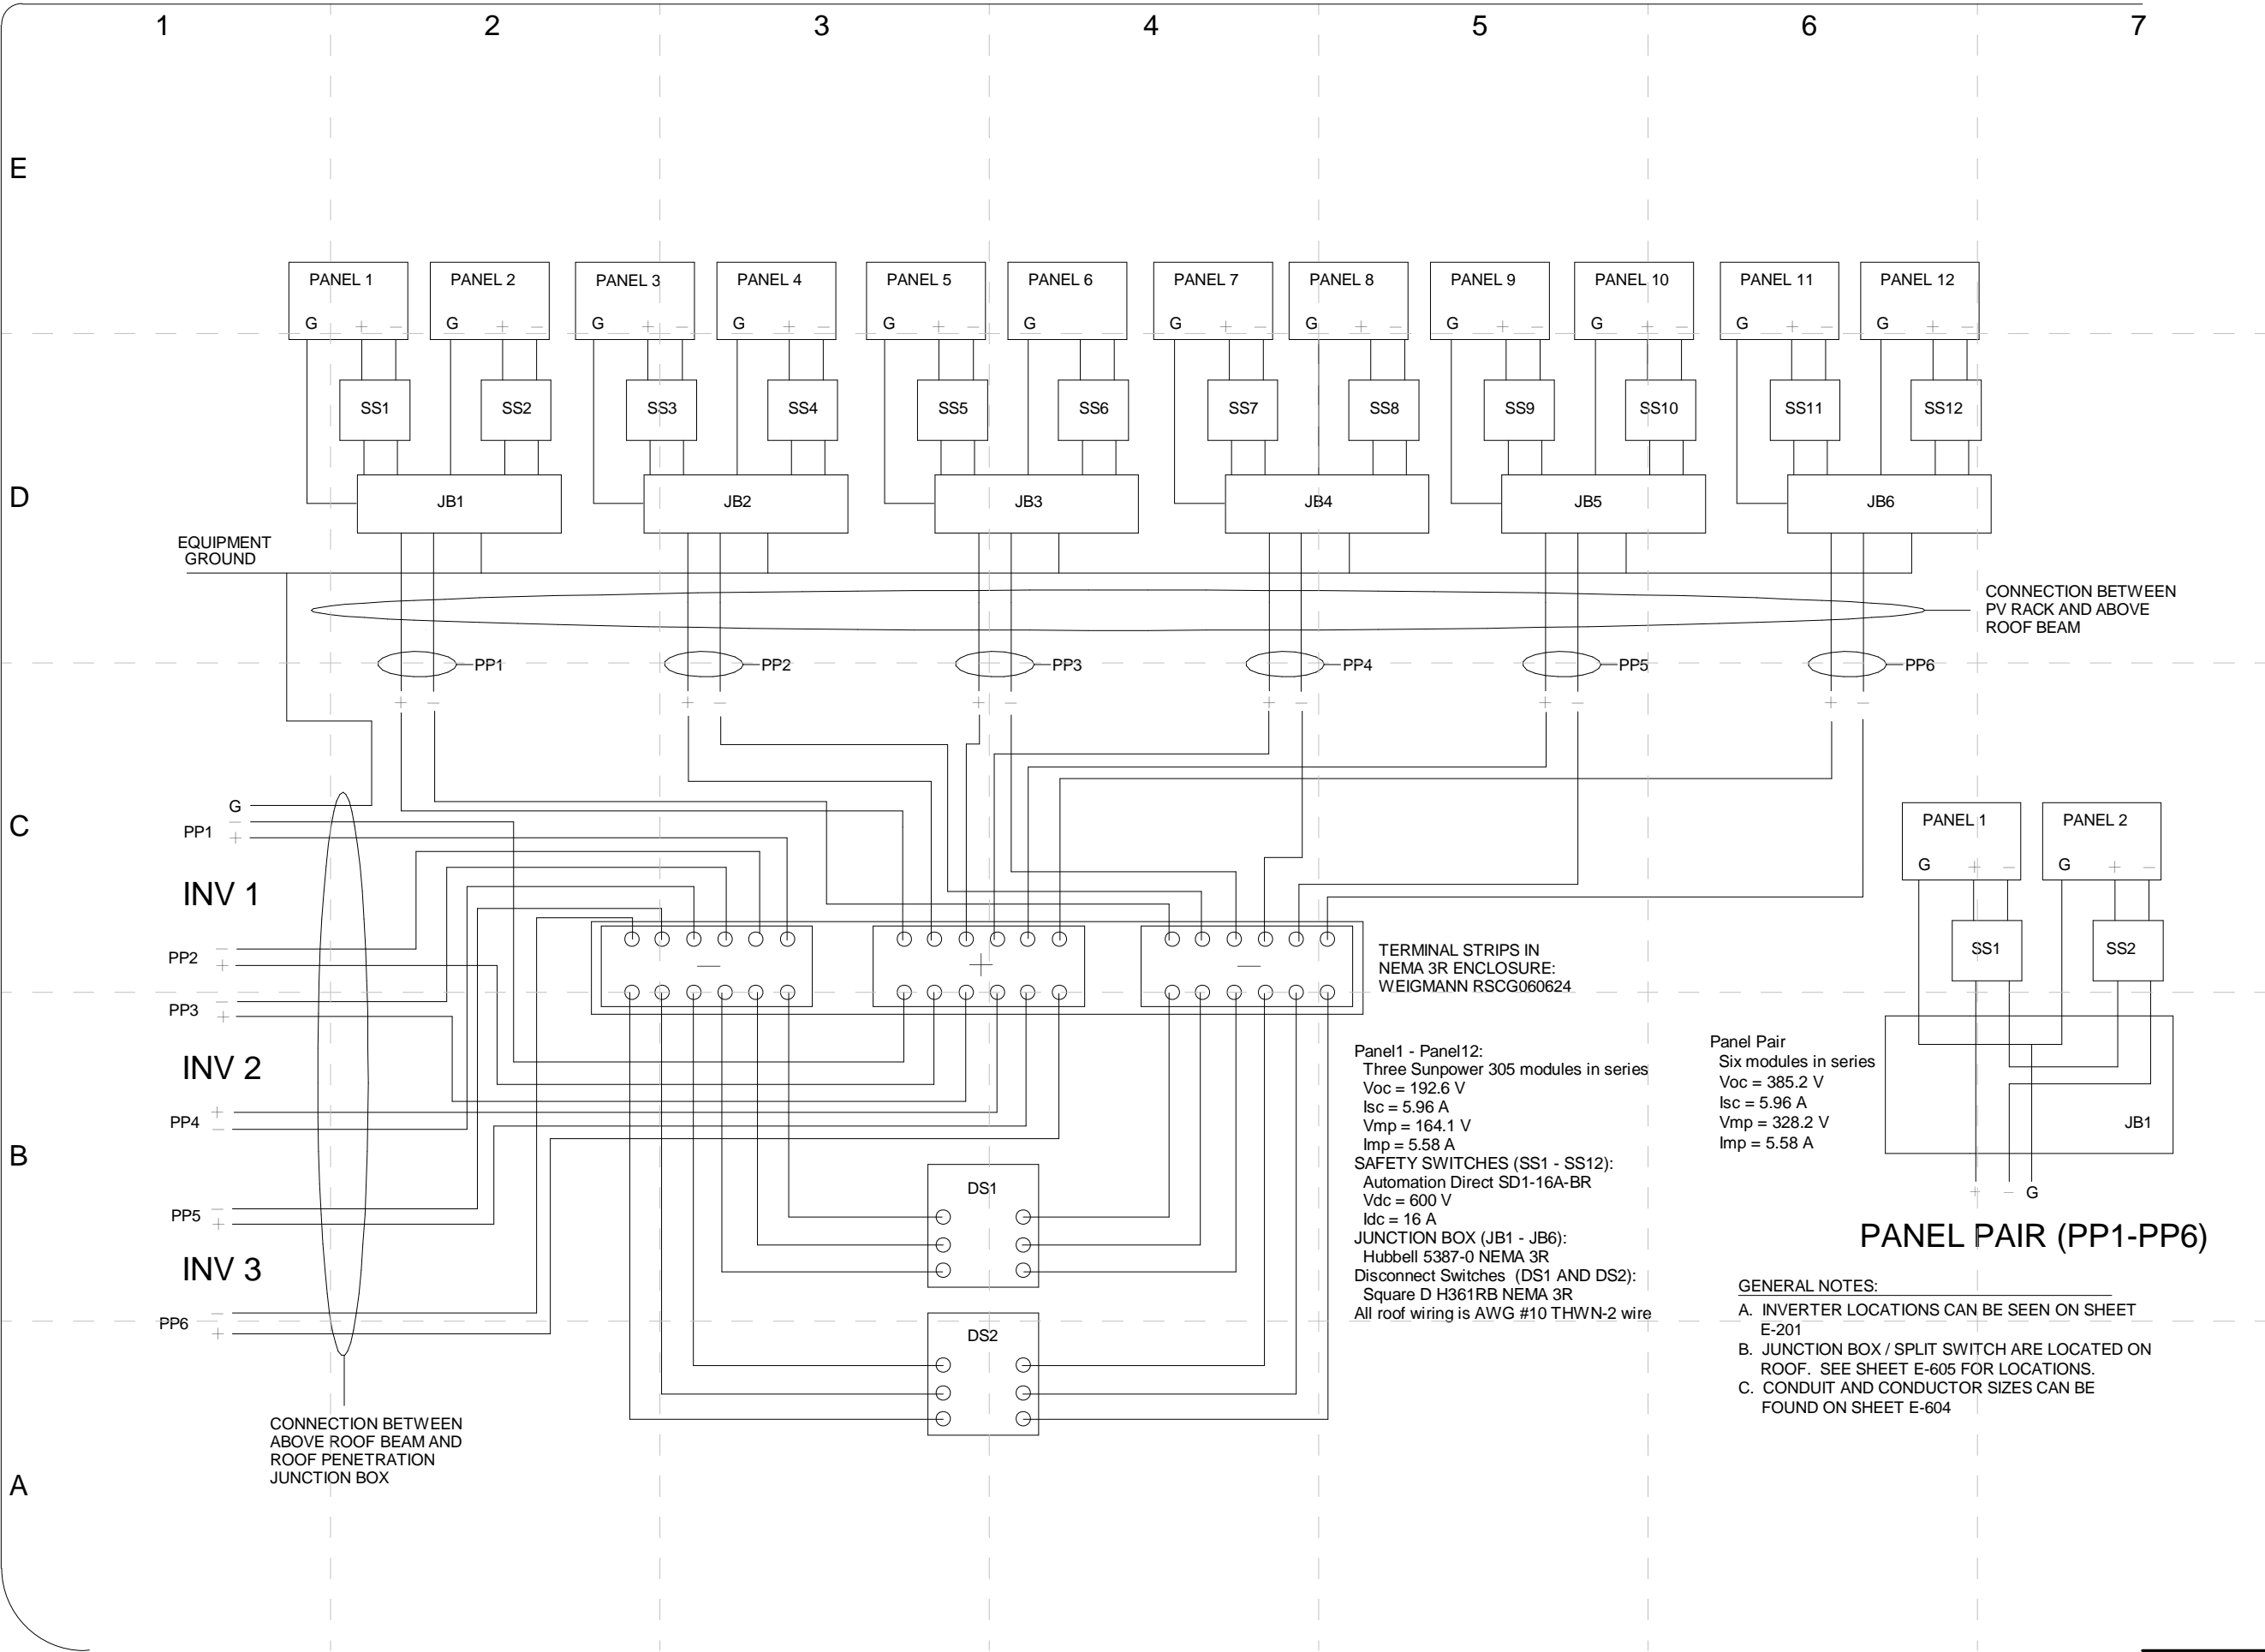 1 2 3 4 5 6 7
E
PANEL 1 PANEL 2 PANEL 3 PANEL 4 PANEL 5 PANEL 6 PANEL 7 PANEL 8 PANEL 9 PANEL 10 PANEL 11 PANEL 12
G + − G + − G + − G + − G + − G G + − G + − G + − G + − G + − G + −
SS1 SS2 SS3 SS4 SS5 SS6 SS7 SS8 SS9 SS10 SS11 SS12
D
JB1 JB2 JB3 JB4 JB5 JB6
EQUIPMENT
GROUND
CONNECTION BETWEEN
PV RACK AND ABOVE
ROOF BEAM
PP1 PP2 PP3 PP4 PP5 PP6
+ − + − + − + − + − + −
C
G
−
PP1
+
INV 1
−
PP2
+
−
PP3
+
INV 2
+
PP4
−
B
−
PP5
+
INV 3
−
PP6
+
− + −
TERMINAL STRIPS IN
NEMA 3R ENCLOSURE:
WEIGMANN RSCG060624
DS1
DS2
CONNECTION BETWEEN
ABOVE ROOF BEAM AND
ROOF PENETRATION
JUNCTION BOX
A
Panel1 - Panel12:
Three Sunpower 305 modules in series
Voc = 192.6 V
Isc = 5.96 A
Vmp = 164.1 V
Imp = 5.58 A
SAFETY SWITCHES (SS1 - SS12):
Automation Direct SD1-16A-BR
Vdc = 600 V
Idc = 16 A
JUNCTION BOX (JB1 - JB6):
Hubbell 5387-0 NEMA 3R
Disconnect Switches (DS1 AND DS2):
Square D H361RB NEMA 3R
All roof wiring is AWG #10 THWN-2 wire
Panel Pair
Six modules in series
Voc = 385.2 V
Isc = 5.96 A
Vmp = 328.2 V
Imp = 5.58 A
PANEL 1 PANEL 2
G + − G + −
SS1 SS2
JB1
+ − G
PANEL PAIR (PP1-PP6)
GENERAL NOTES:
A. INVERTER LOCATIONS CAN BE SEEN ON SHEET
E-201
B. JUNCTION BOX / SPLIT SWITCH ARE LOCATED ON
ROOF. SEE SHEET E-605 FOR LOCATIONS.
C. CONDUIT AND CONDUCTOR SIZES CAN BE
FOUND ON SHEET E-604